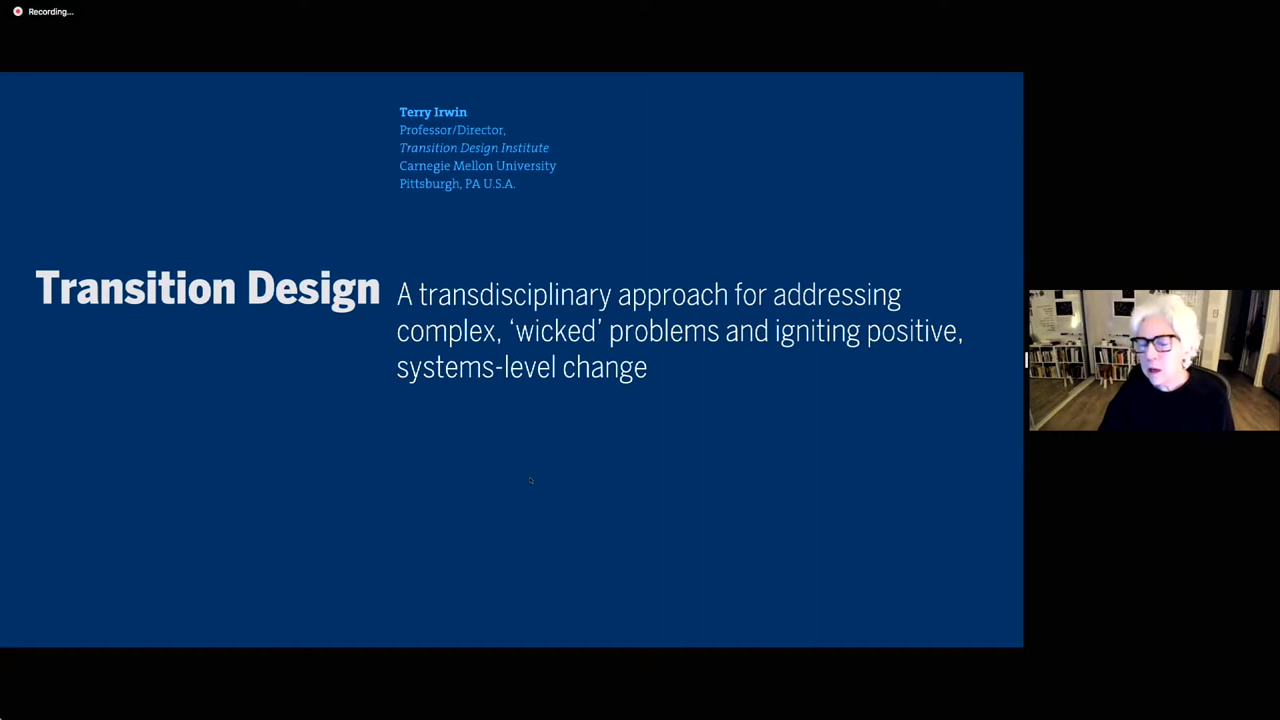 Recording...
Terry Irwin
Professor/Director,
Transition Design Institute
Carnegie Mellon University
Pittsburgh, PA U.S.A.
Transition Design
A transdisciplinary approach for addressing
complex, ‘wicked’ problems and igniting positive,
systems-level change